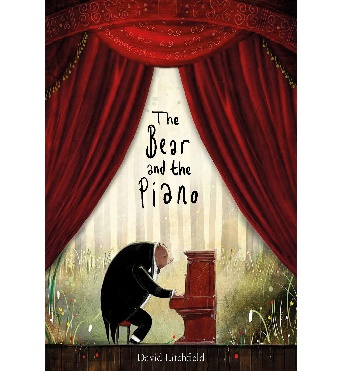 The
Bear
and the
Piano
David Litchfield